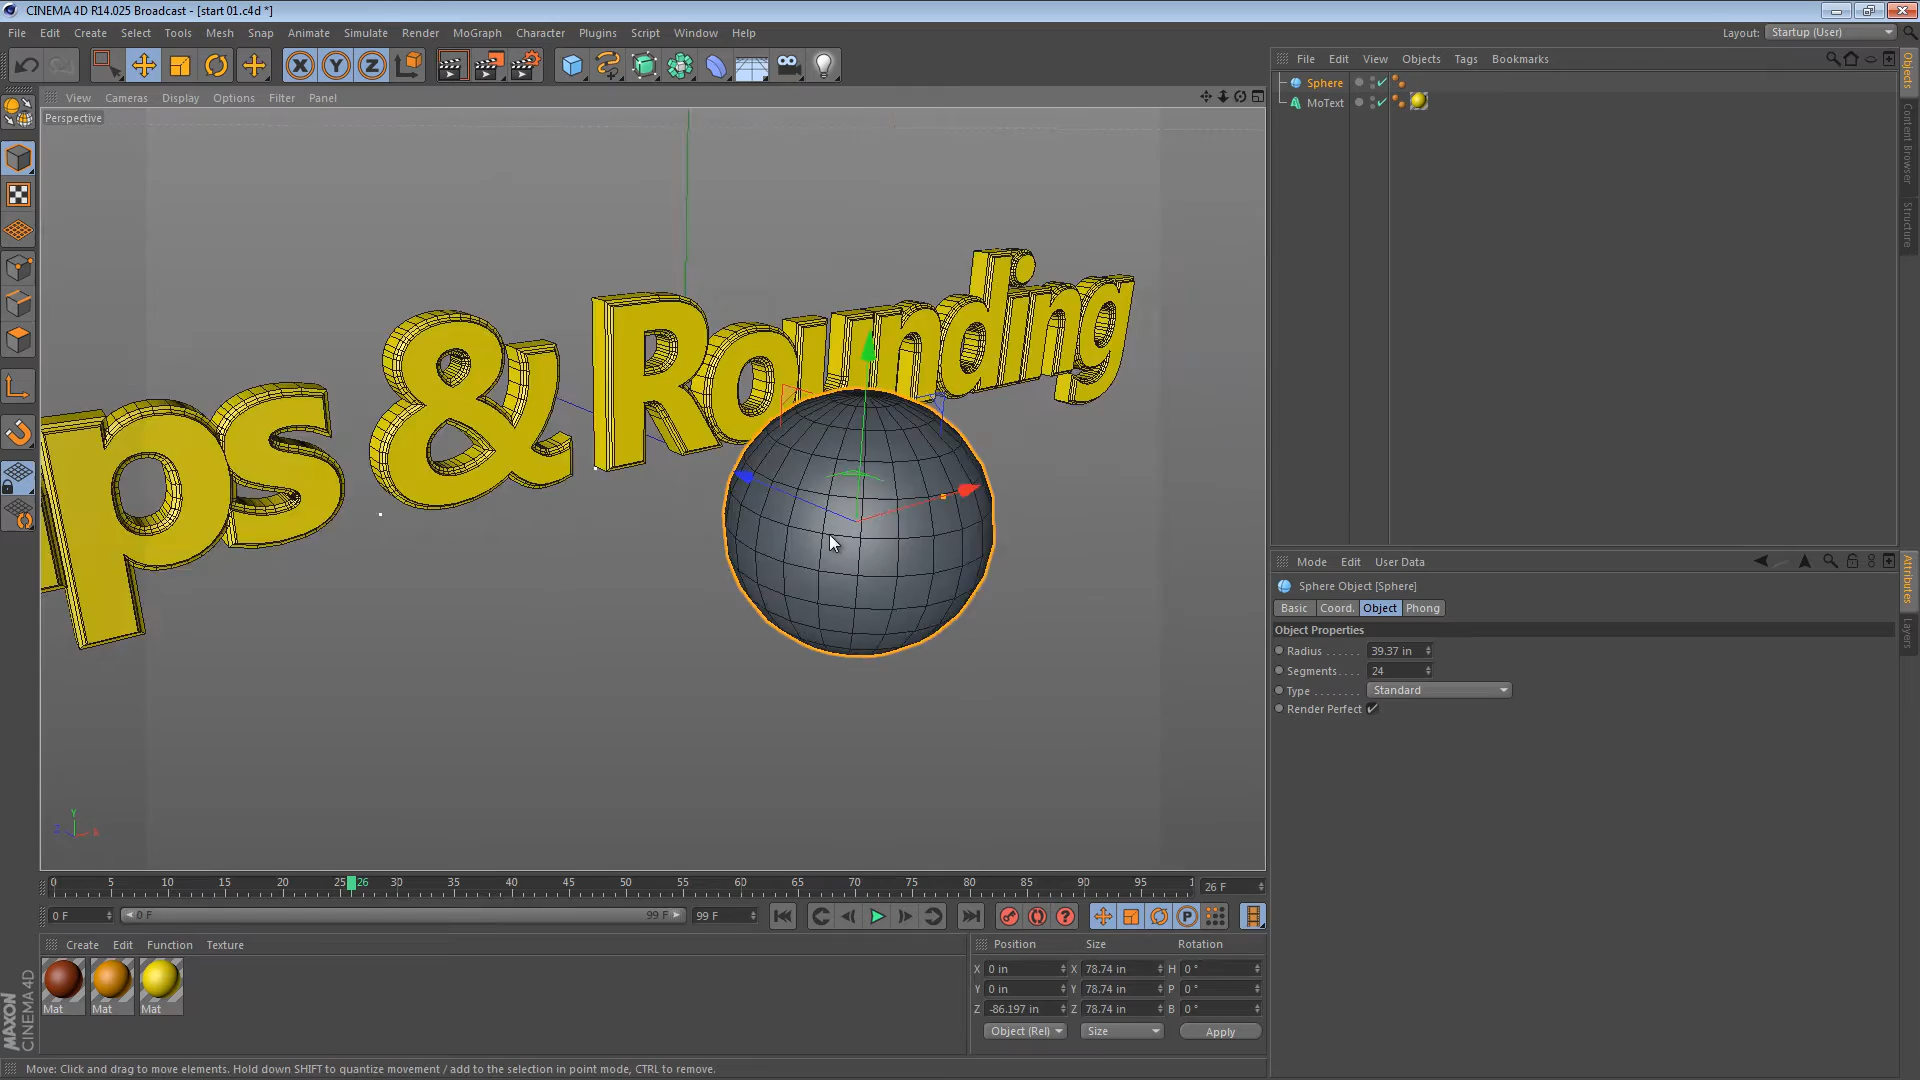 CINEMA 4D R14.025 Broadcast - [start 01.c4d *]
File Edit Create Select Tools Mesh Snap Animate Simulate Render MoGraph Character Plugins Script Window Help
Layout: Startup (User)
X Y Z
File Edit View Objects Tags Bookmarks
Sphere
MoText
Objects
Content Browser
Structure
View Cameras Display Options Filter Panel
Perspective
ps & Rounding
Y
Mode Edit User Data
Sphere Object [Sphere]
Basic Coord. Object Phong
Object Properties
Radius . . . . . . 39.37 in
Segments. . . . 24
Type . . . . . . . . Standard
Render Perfect
Attributes
Layers
0 5 10 15 20 25 26 30 35 40 45 50 55 60 65 70 75 80 85 90 95 1
26 F
0 F 0 F 99 F 99 F
P
Create Edit Function Texture
Mat Mat Mat
MAXON
CINEMA 4D
Position Size Rotation
X 0 in X 78.74 in H 0 °
Y 0 in Y 78.74 in P 0 °
Z -86.197 in Z 78.74 in B 0 °
Object (Rel) Size Apply
Move: Click and drag to move elements. Hold down SHIFT to quantize movement / add to the selection in point mode, CTRL to remove.